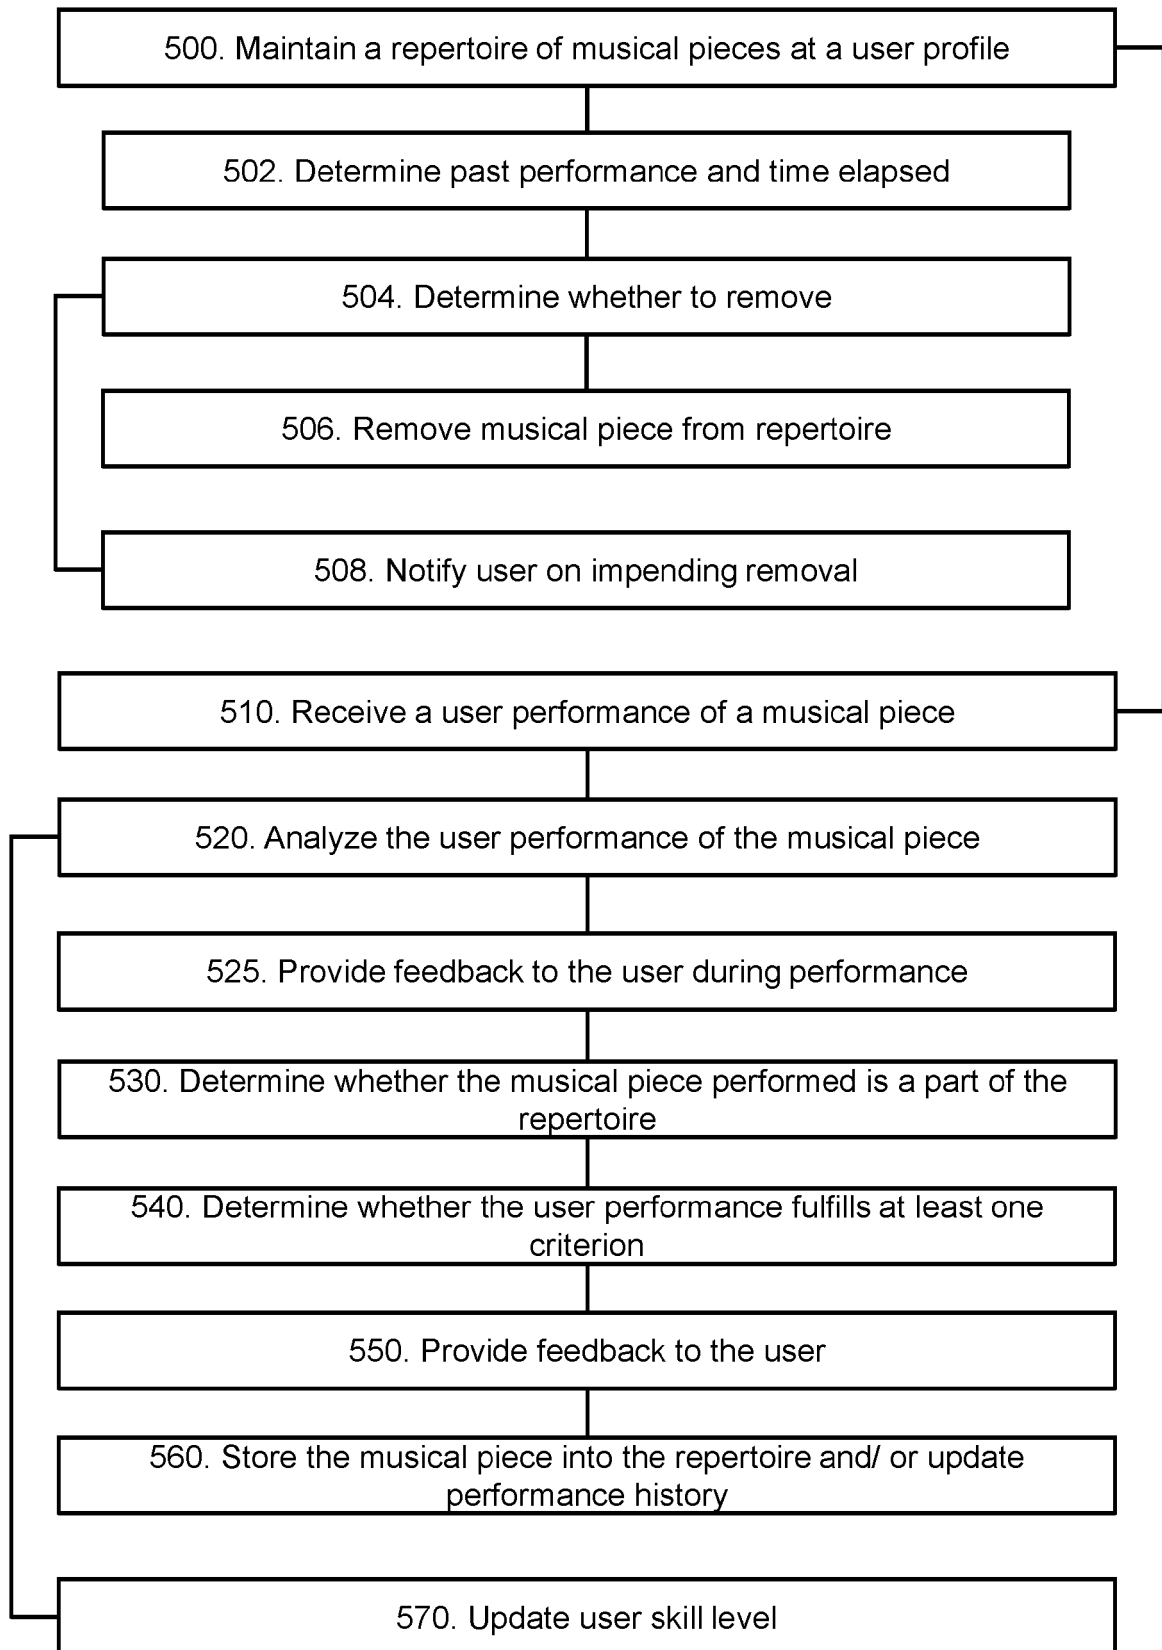 500. Maintain a repertoire of musical pieces at a user profile
502. Determine past performance and time elapsed
504. Determine whether to remove
506. Remove musical piece from repertoire
508. Notify user on impending removal
510. Receive a user performance of a musical piece
520. Analyze the user performance of the musical piece
525. Provide feedback to the user during performance
530. Determine whether the musical piece performed is a part of the
repertoire
540. Determine whether the user performance fulfills at least one
criterion
550. Provide feedback to the user
560. Store the musical piece into the repertoire and/ or update
performance history
570. Update user skill level